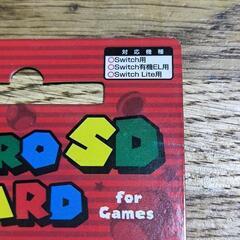 対応機種
○Switch用
○Switch有機EL用
○Switch Lite用
RO SD
ARD
for
Games